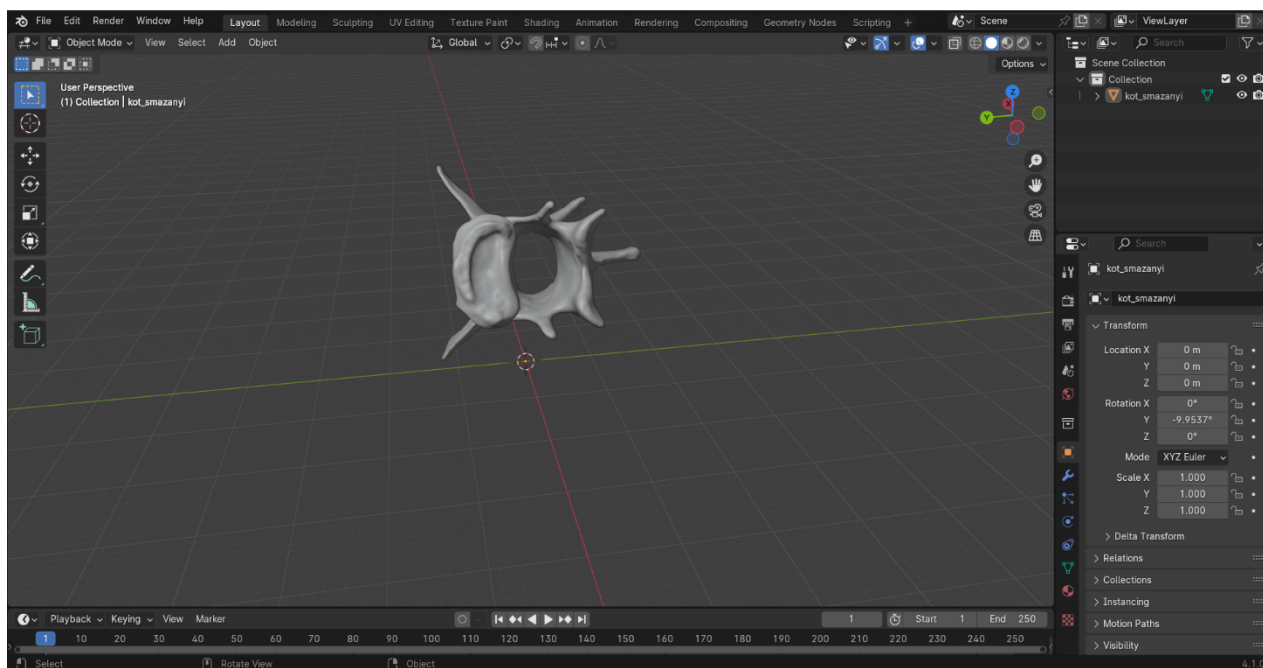 File Edit Render Window Help Layout Modeling Sculpting UV Editing Texture Paint Shading Animation Rendering Compositing Geometry Nodes Scripting + Scene ViewLayer
Object Mode View Select Add Object Global Search
Options
User Perspective
(1) Collection | kot_smazanyi
Z
X
Y
Scene Collection
Collection
kot_smazanyi
Search
kot_smazanyi
kot_smazanyi
Transform
Location X 0 m
Y 0 m
Z 0 m
Rotation X 0°
Y -9.9537°
Z 0°
Mode XYZ Euler
Scale X 1.000
Y 1.000
Z 1.000
Delta Transform
Relations
Collections
Instancing
Motion Paths
Visibility
Playback Keying View Marker 1 Start 1 End 250
1 10 20 30 40 50 60 70 80 90 100 110 120 130 140 150 160 170 180 190 200 210 220 230 240 250
Select Rotate View Object 4.1.0